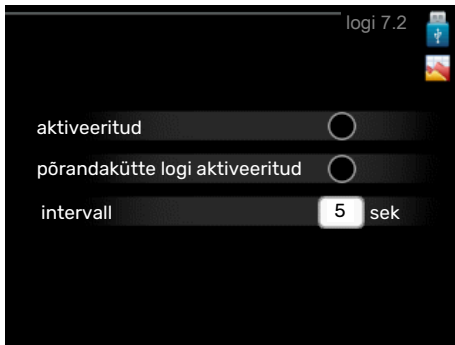 logi 7.2
aktiveeritud
põrandakütte logi aktiveeritud
intervall 5 sek